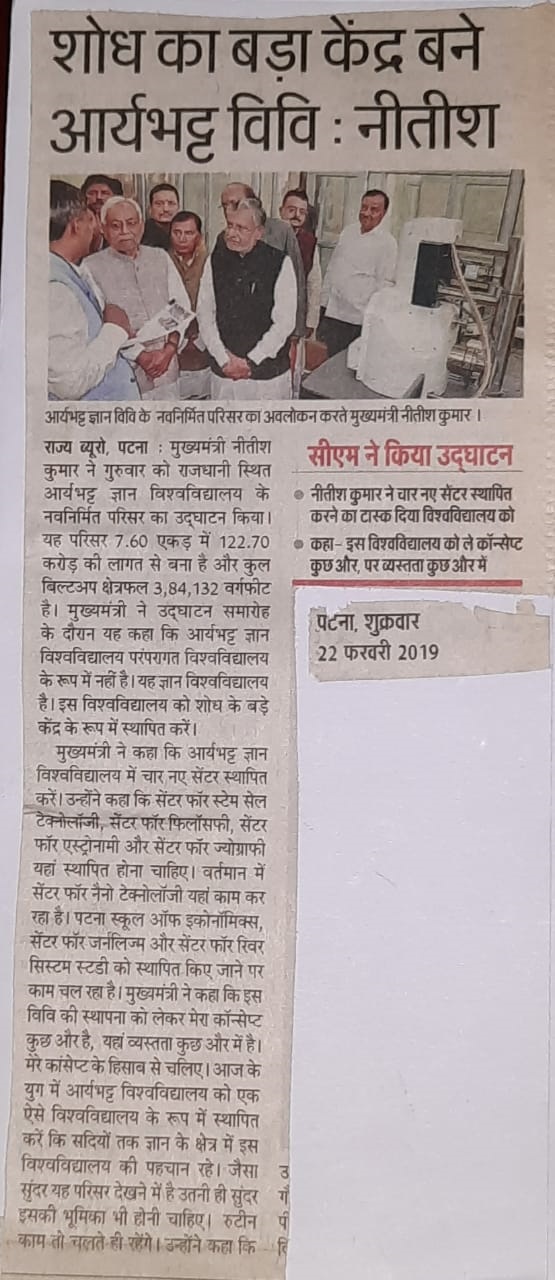 शोध का बड़ा केंद्र बने
आर्यभट्ट विवि : नीतीश
आर्यभट्ट ज्ञान विवि के नवनिर्मित परिसर का अवलोकन करते मुख्यमंत्री नीतीश कुमार ।
राज्य ब्यूरो, पटना : मुख्यमंत्री नीतीश
कुमार ने गुरुवार को राजधानी स्थित
आर्यभट्ट ज्ञान विश्वविद्यालय के
नवनिर्मित परिसर का उद्घाटन किया।
यह परिसर 7.60 एकड़ में 122.70
करोड़ की लागत से बना है और कुल
बिल्टअप क्षेत्रफल 3,84,132 वर्गफीट
है। मुख्यमंत्री ने उद्घाटन समारोह
के दौरान यह कहा कि आर्यभट्ट ज्ञान
विश्वविद्यालय परंपरागत विश्वविद्यालय
के रूप में नहीं है। यह ज्ञान विश्वविद्यालय
है। इस विश्वविद्यालय को शोध के बड़े
केंद्र के रूप में स्थापित करें।
मुख्यमंत्री ने कहा कि आर्यभट्ट ज्ञान
विश्वविद्यालय में चार नए सेंटर स्थापित
करें। उन्होंने कहा कि सेंटर फॉर स्टेम सेल
टेक्नोलॉजी, सेंटर फॉर फिलॉसफी, सेंटर
फॉर एस्ट्रोनामी और सेंटर फॉर ज्योग्राफी
यहां स्थापित होना चाहिए। वर्तमान में
सेंटर फॉर नैनो टेक्नोलॉजी यहां काम कर
रहा है। पटना स्कूल ऑफ इकोनॉमिक्स,
सेंटर फॉर जर्नलिज्म और सेंटर फॉर रिवर
सिस्टम स्टडी को स्थापित किए जाने पर
काम चल रहा है। मुख्यमंत्री ने कहा कि इस
विवि की स्थापना को लेकर मेरा कॉन्सेप्ट
कुछ और है, यहां व्यस्तता कुछ और में है।
मेरे कांसेप्ट के हिसाब से चलिए। आज के
युग में आर्यभट्ट विश्वविद्यालय को एक
ऐसे विश्वविद्यालय के रूप में स्थापित
करें कि सदियों तक ज्ञान के क्षेत्र में इस
विश्वविद्यालय की पहचान रहे। जैसा
सुंदर यह परिसर देखने में है उतनी ही सुंदर
इसकी भूमिका भी होनी चाहिए। रुटीन
काम तो चलते ही रहेंगे। उन्होंने कहा कि
सीएम ने किया उद्घाटन
● नीतीश कुमार ने चार नए सेंटर स्थापित
करने का टास्क दिया विश्वविद्यालय को
● कहा- इस विश्वविद्यालय को ले कॉन्सेप्ट
कुछ और, पर व्यस्तता कुछ और में
पटना, शुक्रवार
22 फरवरी 2019